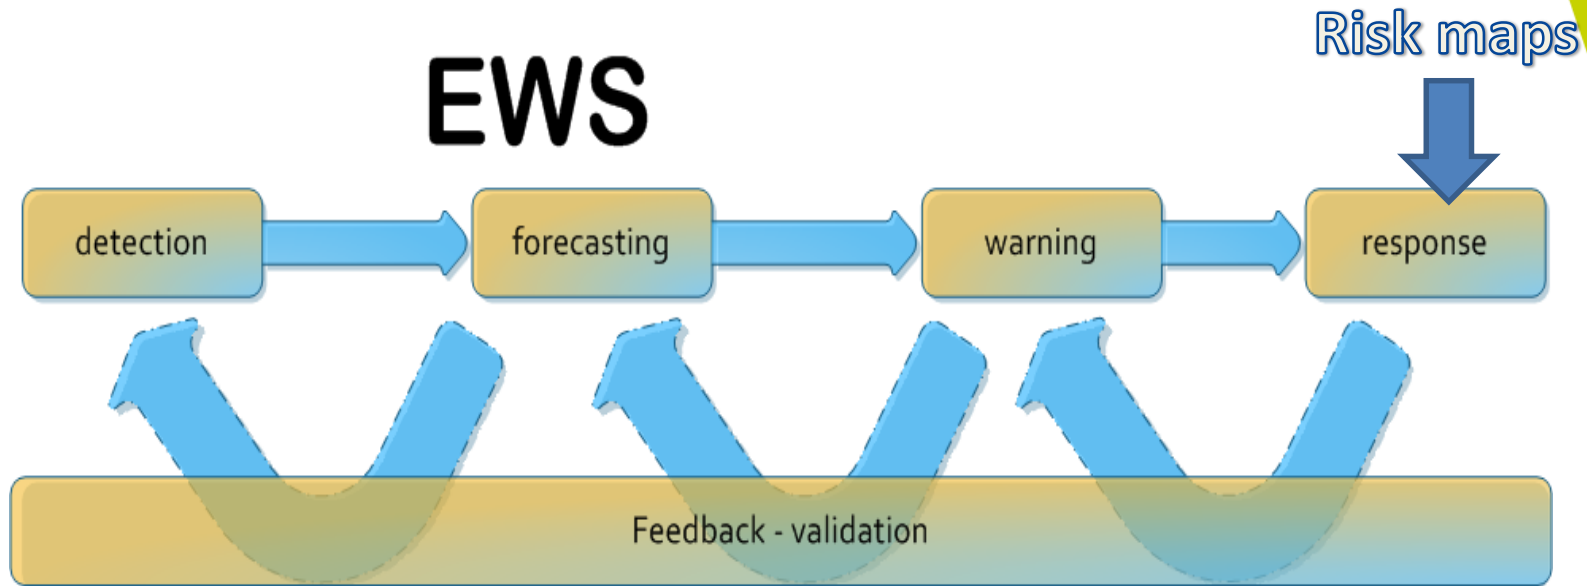 Risk maps
EWS
detection
forecasting
warning
response
Feedback - validation